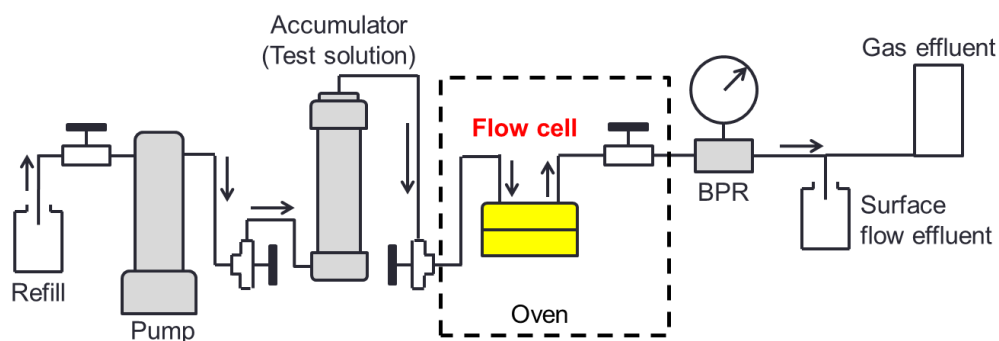 Accumulator
(Test solution)
Gas effluent
Flow cell
BPR
Surface
flow effluent
Refill
Oven
Pump